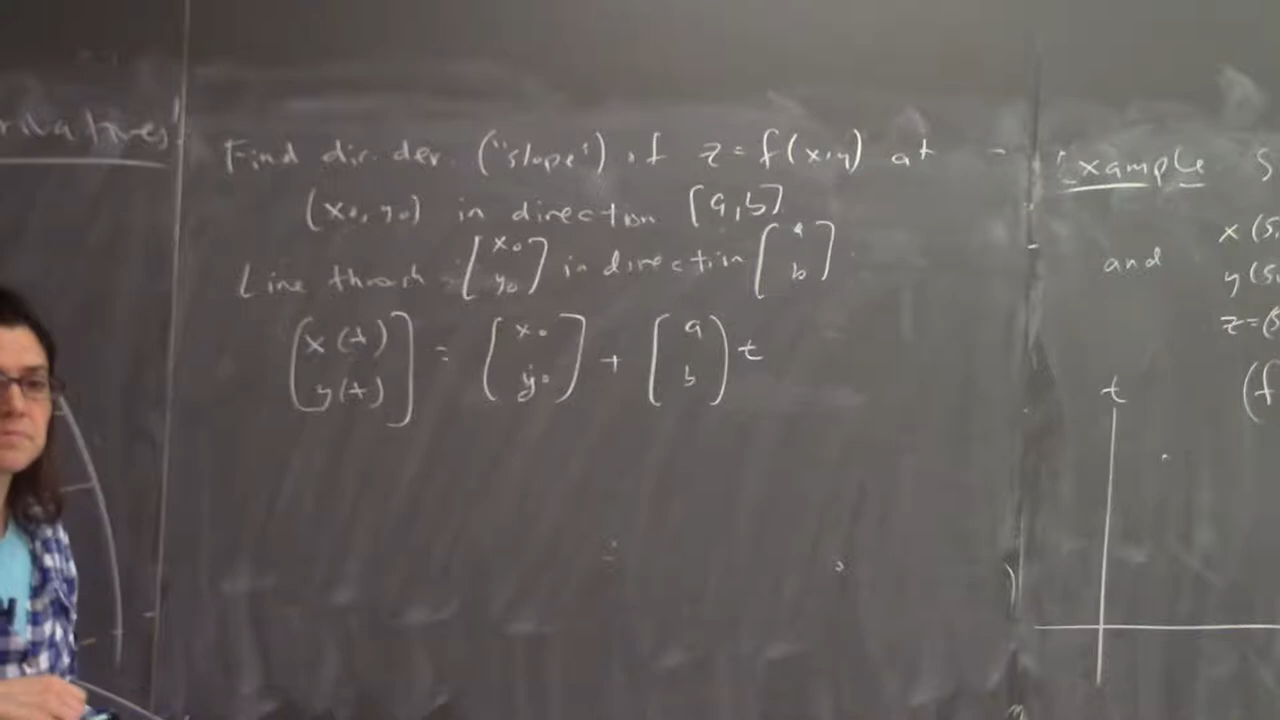 rivatives!
Find dir. der. ("slope") of z = f(x,y) at
(x₀, y₀) in direction [a,b]
Line through [x₀ y₀] in direction [a b]
[x(t) y(t)] = [x₀ y₀] + [a b] t
Example S
x(s,
and
y(s,
z=(s
(f
t